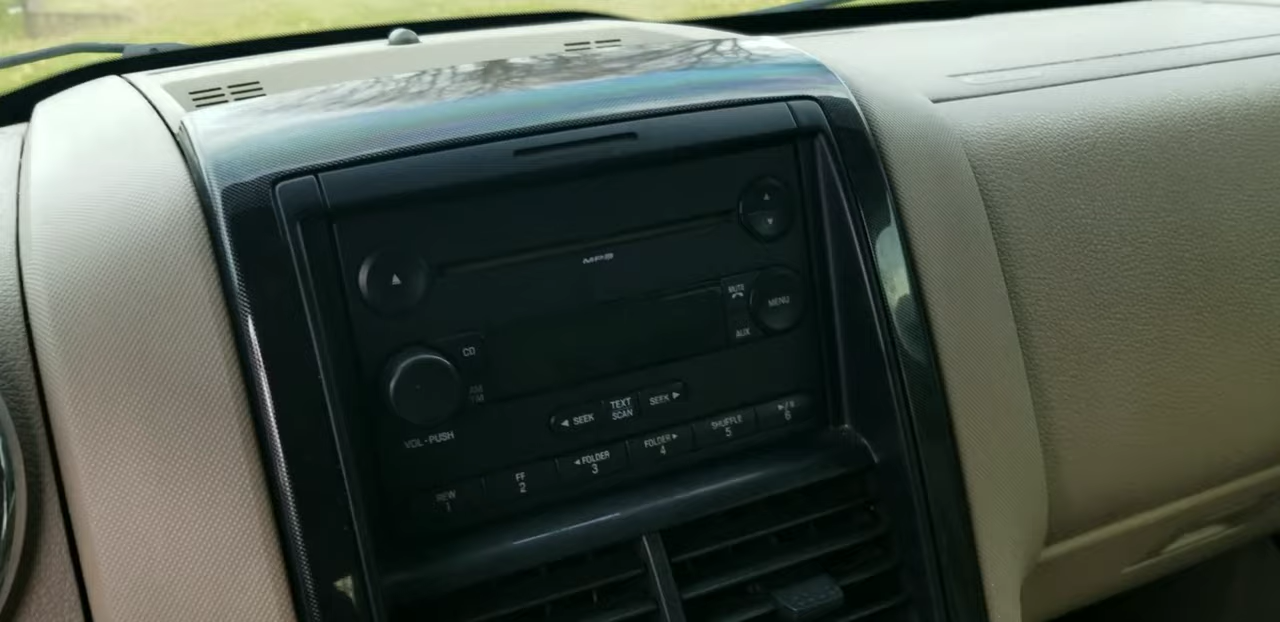 MP3
MUTE
MENU
AUX
CD
AM
FM
VOL - PUSH
◄ SEEK
TEXT
SCAN
SEEK ►
REW
1
FF
2
◄ FOLDER
3
FOLDER ►
4
SHUFFLE
5
►/II
6